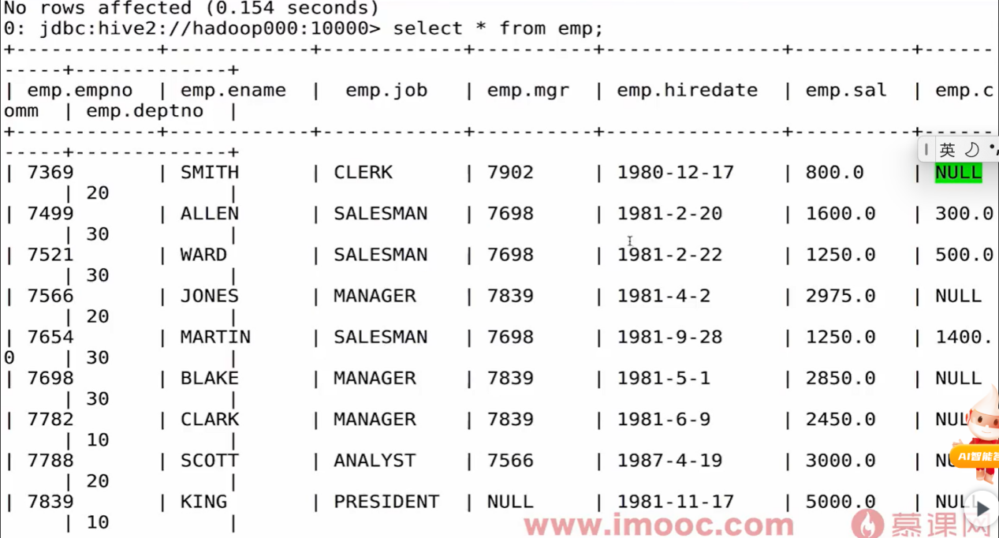 No rows affected (0.154 seconds)
0: jdbc:hive2://hadoop000:10000> select * from emp;
+-------------+------------+------------+----------+---------------+---------+------
-----+-------------+
| emp.empno | emp.ename | emp.job | emp.mgr | emp.hiredate | emp.sal | emp.c
omm | emp.deptno |
+-------------+------------+------------+----------+---------------+---------+------
-----+-------------+
英
| 7369 | SMITH | CLERK | 7902 | 1980-12-17 | 800.0 | NULL
| 20 |
| 7499 | ALLEN | SALESMAN | 7698 | 1981-2-20 | 1600.0 | 300.0
| 30 |
| 7521 | WARD | SALESMAN | 7698 | 1981-2-22 | 1250.0 | 500.0
| 30 |
| 7566 | JONES | MANAGER | 7839 | 1981-4-2 | 2975.0 | NULL
| 20 |
| 7654 | MARTIN | SALESMAN | 7698 | 1981-9-28 | 1250.0 | 1400.
0 | 30 |
| 7698 | BLAKE | MANAGER | 7839 | 1981-5-1 | 2850.0 | NULL
| 30 |
| 7782 | CLARK | MANAGER | 7839 | 1981-6-9 | 2450.0 | NUL
| 10 |
AI智能答
| 7788 | SCOTT | ANALYST | 7566 | 1987-4-19 | 3000.0 | NU
| 20 |
| 7839 | KING | PRESIDENT | NULL | 1981-11-17 | 5000.0 | NUL
| 10 |
www.imooc.com 慕课网